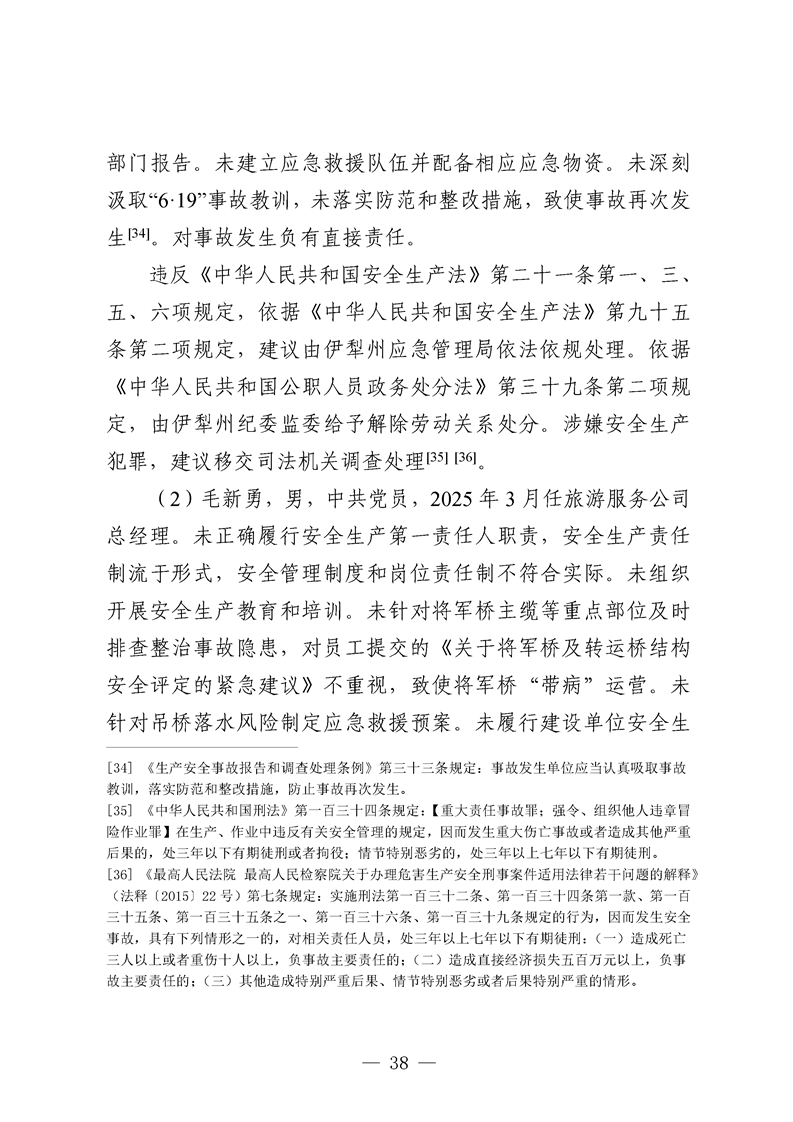 部门报告。未建立应急救援队伍并配备相应应急物资。未深刻
汲取“6·19”事故教训，未落实防范和整改措施，致使事故再次发
生[34]。对事故发生负有直接责任。
违反《中华人民共和国安全生产法》第二十一条第一、三、
五、六项规定，依据《中华人民共和国安全生产法》第九十五
条第二项规定，建议由伊犁州应急管理局依法依规处理。依据
《中华人民共和国公职人员政务处分法》第三十九条第二项规
定，由伊犁州纪委监委给予解除劳动关系处分。涉嫌安全生产
犯罪，建议移交司法机关调查处理[35] [36]。
（2）毛新勇，男，中共党员，2025 年 3 月任旅游服务公司
总经理。未正确履行安全生产第一责任人职责，安全生产责任
制流于形式，安全管理制度和岗位责任制不符合实际。未组织
开展安全生产教育和培训。未针对将军桥主缆等重点部位及时
排查整治事故隐患，对员工提交的《关于将军桥及转运桥结构
安全评定的紧急建议》不重视，致使将军桥“带病”运营。未
针对吊桥落水风险制定应急救援预案。未履行建设单位安全生
[34] 《生产安全事故报告和调查处理条例》第三十三条规定：事故发生单位应当认真吸取事故
教训，落实防范和整改措施，防止事故再次发生。
[35] 《中华人民共和国刑法》第一百三十四条规定：【重大责任事故罪；强令、组织他人违章冒
险作业罪】在生产、作业中违反有关安全管理的规定，因而发生重大伤亡事故或者造成其他严重
后果的，处三年以下有期徒刑或者拘役；情节特别恶劣的，处三年以上七年以下有期徒刑。
[36] 《最高人民法院 最高人民检察院关于办理危害生产安全刑事案件适用法律若干问题的解释》
（法释〔2015〕22 号）第七条规定：实施刑法第一百三十二条、第一百三十四条第一款、第一百
三十五条、第一百三十五条之一、第一百三十六条、第一百三十九条规定的行为，因而发生安全
事故，具有下列情形之一的，对相关责任人员，处三年以上七年以下有期徒刑：（一）造成死亡
三人以上或者重伤十人以上，负事故主要责任的；（二）造成直接经济损失五百万元以上，负事
故主要责任的；（三）其他造成特别严重后果、情节特别恶劣或者后果特别严重的情形。
— 38 —